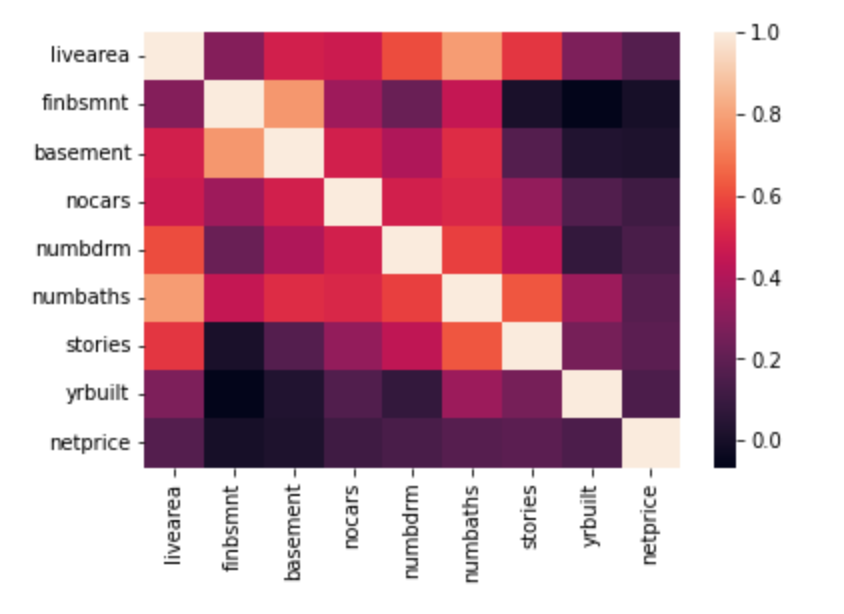 livearea
finbsmnt
basement
nocars
numbdrm
numbaths
stories
yrbuilt
netprice
livearea
finbsmnt
basement
nocars
numbdrm
numbaths
stories
yrbuilt
netprice
1.0
0.8
0.6
0.4
0.2
0.0